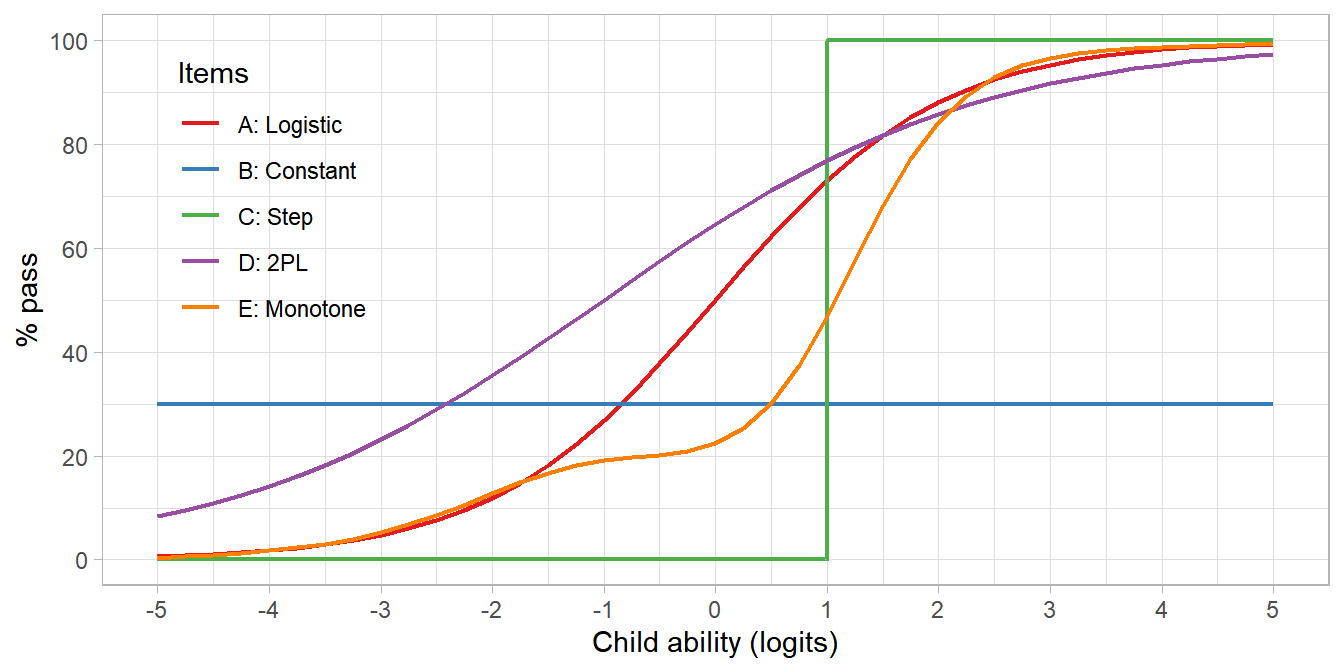 Items
A: Logistic
B: Constant
C: Step
D: 2PL
E: Monotone
% pass
100
80
60
40
20
0
-5 -4 -3 -2 -1 0 1 2 3 4 5
Child ability (logits)